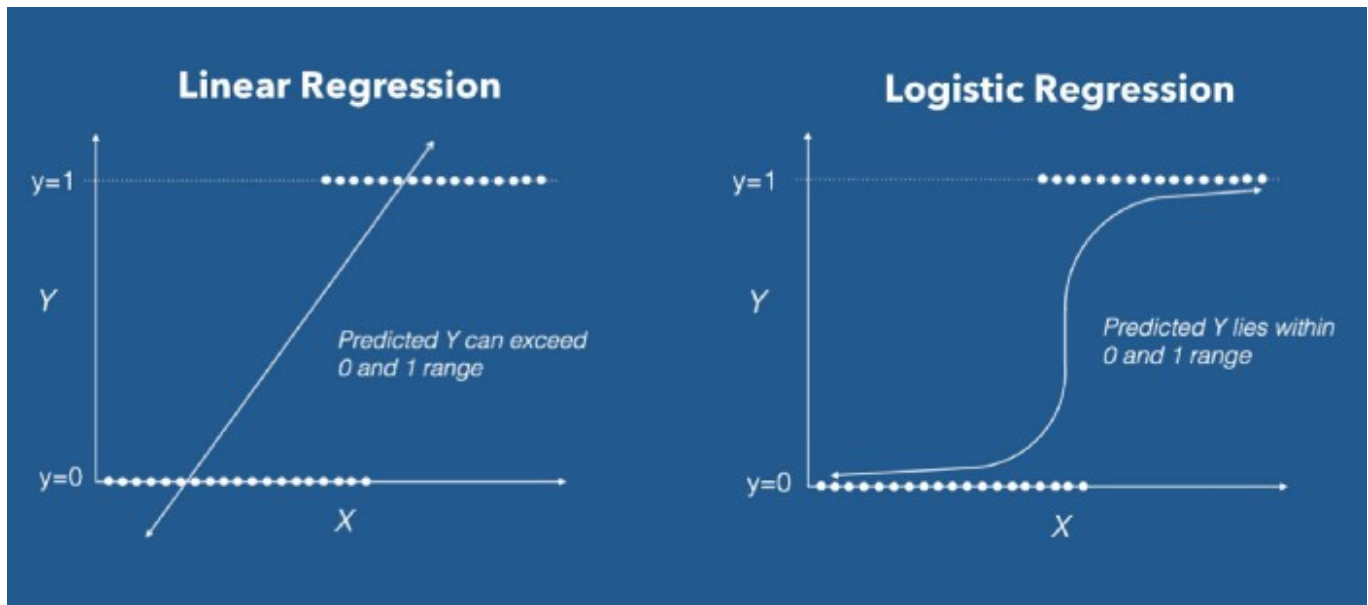 Linear Regression
y=1
Y
Predicted Y can exceed
0 and 1 range
y=0
X
Logistic Regression
y=1
Y
Predicted Y lies within
0 and 1 range
y=0
X